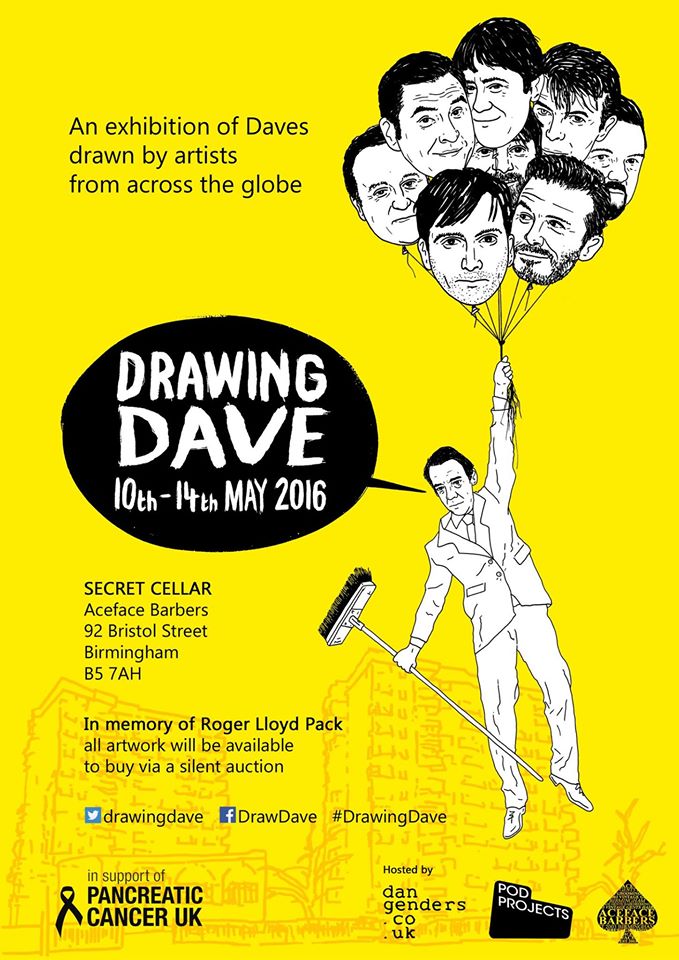 An exhibition of Daves
drawn by artists
from across the globe
DRAWING
DAVE
10th-14th MAY 2016
SECRET CELLAR
Aceface Barbers
92 Bristol Street
Birmingham
B5 7AH
In memory of Roger Lloyd Pack
all artwork will be available
to buy via a silent auction
drawingdave DrawDave #DrawingDave
in support of
PANCREATIC
CANCER UK
Hosted by
dan
genders
.co
.uk
POD
PROJECTS
ACEFACE
BARBERS